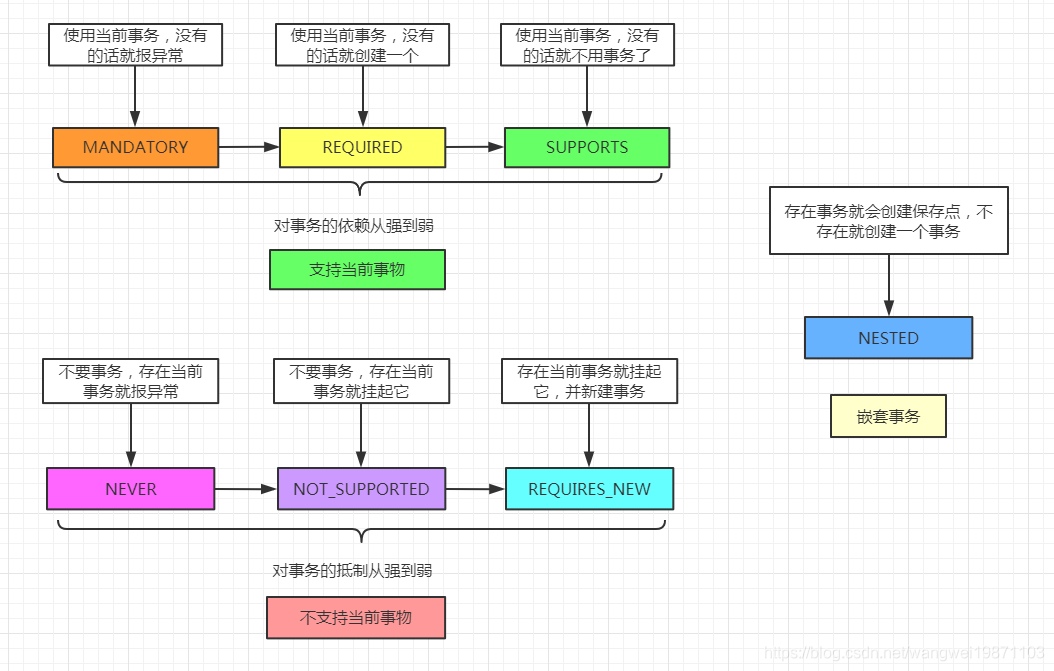 使用当前事务，没有
的话就报异常
使用当前事务，没有
的话就创建一个
使用当前事务，没有
的话就不用事务了
MANDATORY
REQUIRED
SUPPORTS
对事务的依赖从强到弱
支持当前事物
存在事务就会创建保存点，不
存在就创建一个事务
NESTED
嵌套事务
不要事务，存在当前
事务就报异常
不要事务，存在当前
事务就挂起它
存在当前事务就挂起
它，并新建事务
NEVER
NOT_SUPPORTED
REQUIRES_NEW
对事务的抵制从强到弱
不支持当前事物
https://blog.csdn.net/wangwei19871103